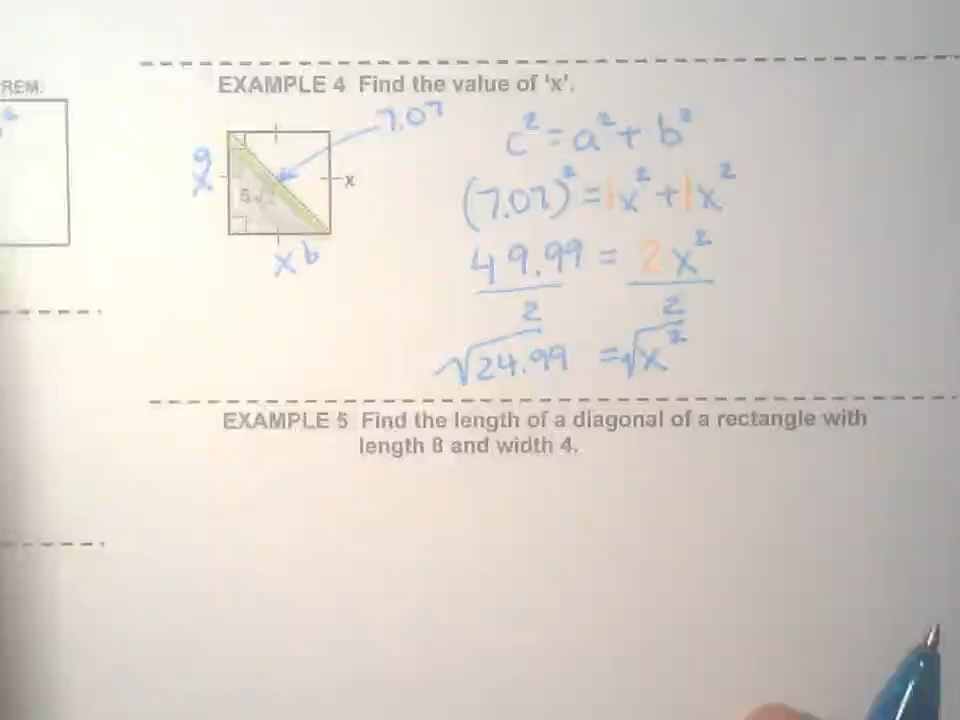 REM.
EXAMPLE 4 Find the value of 'x'.
7.07
c² = a² + b²
a
x
x
(7.07)² = 1x² + 1x²
x b
49.99 = 2x²
2 2
√24.99 = √x²
EXAMPLE 5 Find the length of a diagonal of a rectangle with
length 8 and width 4.